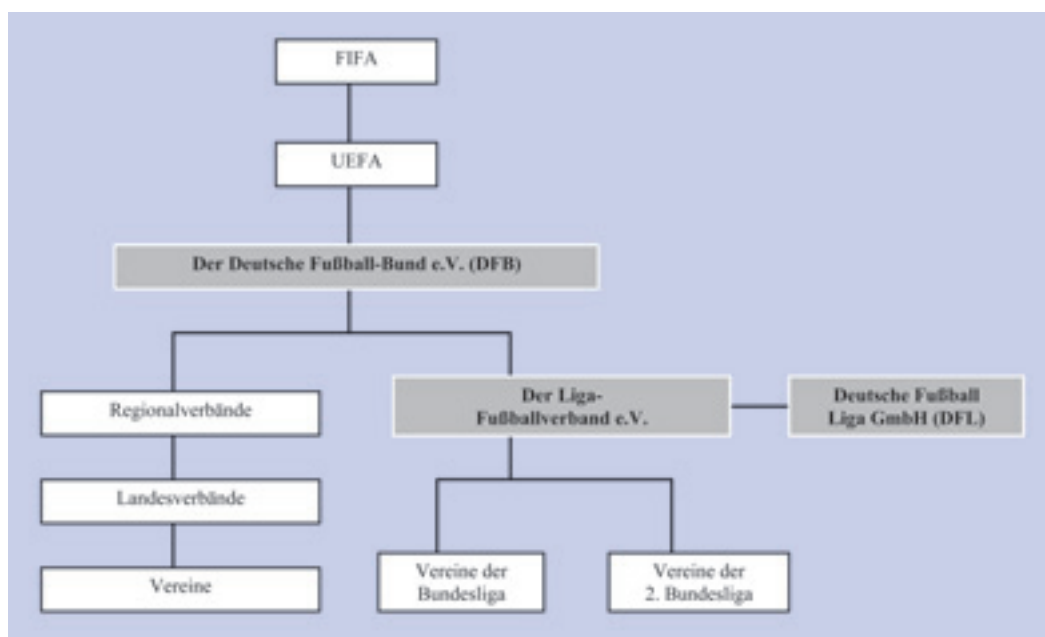 FIFA
UEFA
Der Deutsche Fußball-Bund e.V. (DFB)
Regionalverbände
Der Liga-
Fußballverband e.V.
Deutsche Fußball
Liga GmbH (DFL)
Landesverbände
Vereine
Vereine der
Bundesliga
Vereine der
2. Bundesliga